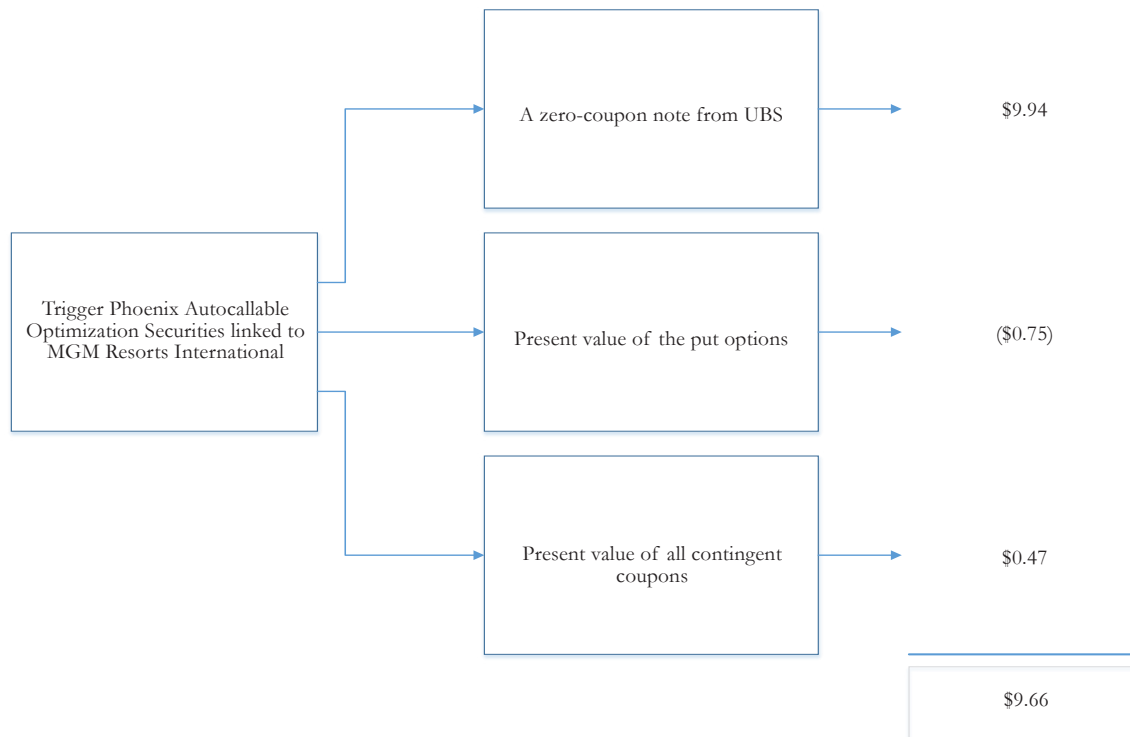 A zero-coupon note from UBS
$9.94
Trigger Phoenix Autocallable
Optimization Securities linked to
MGM Resorts International
Present value of the put options
($0.75)
Present value of all contingent
coupons
$0.47
$9.66